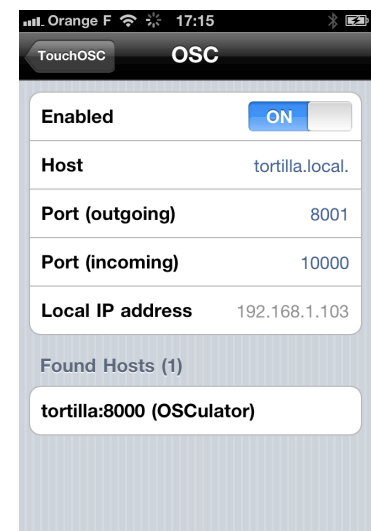 Orange F 17:15
TouchOSC OSC
Enabled ON
Host tortilla.local.
Port (outgoing) 8001
Port (incoming) 10000
Local IP address 192.168.1.103
Found Hosts (1)
tortilla:8000 (OSCulator)